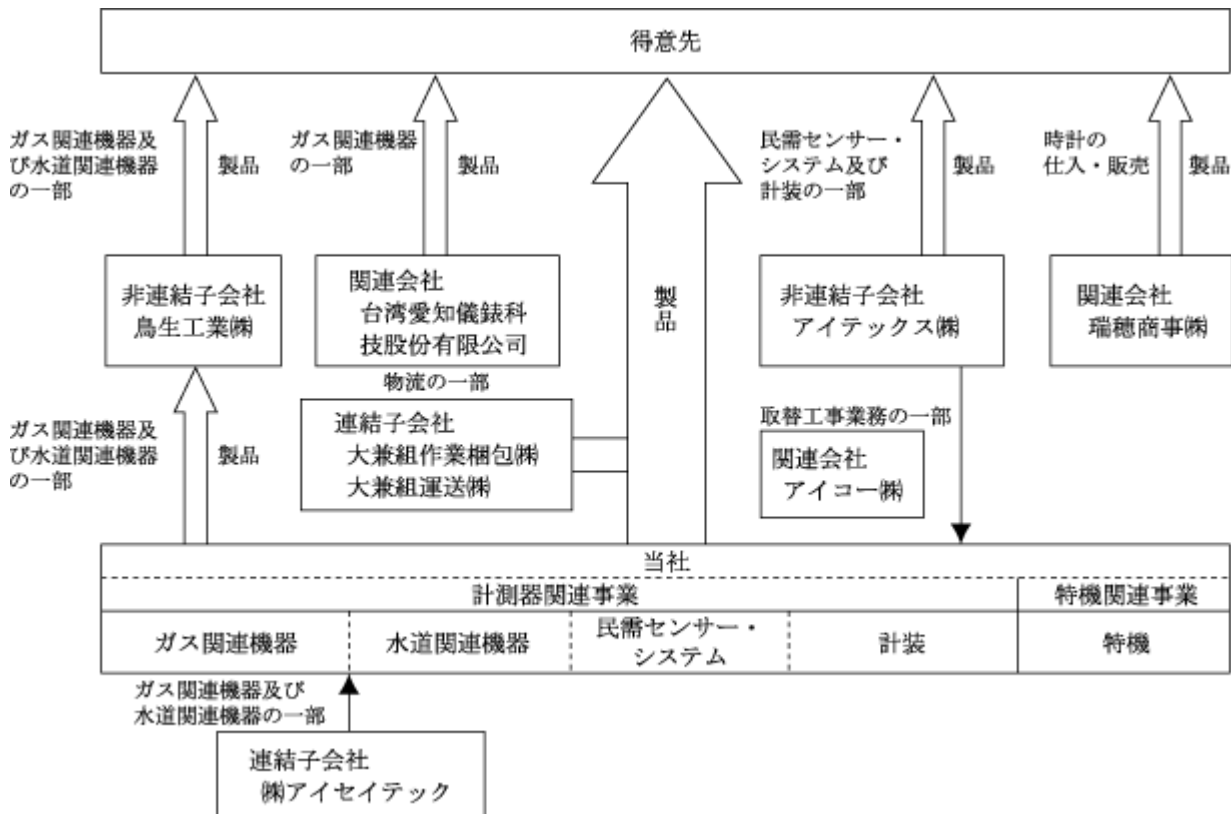 得意先
ガス関連機器及
び水道関連機器
の一部
製品
ガス関連機器
の一部
製品
製品
民需センサー・
システム及び
計装の一部
製品
時計の
仕入・販売
製品
非連結子会社
鳥生工業㈱
関連会社
台湾愛知儀錶科
技股份有限公司
非連結子会社
アイテックス㈱
関連会社
瑞穂商事㈱
ガス関連機器及
び水道関連機器
の一部
製品
物流の一部
連結子会社
大兼組作業梱包㈱
大兼組運送㈱
取替工事業務の一部
関連会社
アイコー㈱
当社
計測器関連事業
特機関連事業
ガス関連機器
水道関連機器
民需センサー・
システム
計装
特機
ガス関連機器及び
水道関連機器の一部
連結子会社
㈱アイセイテック